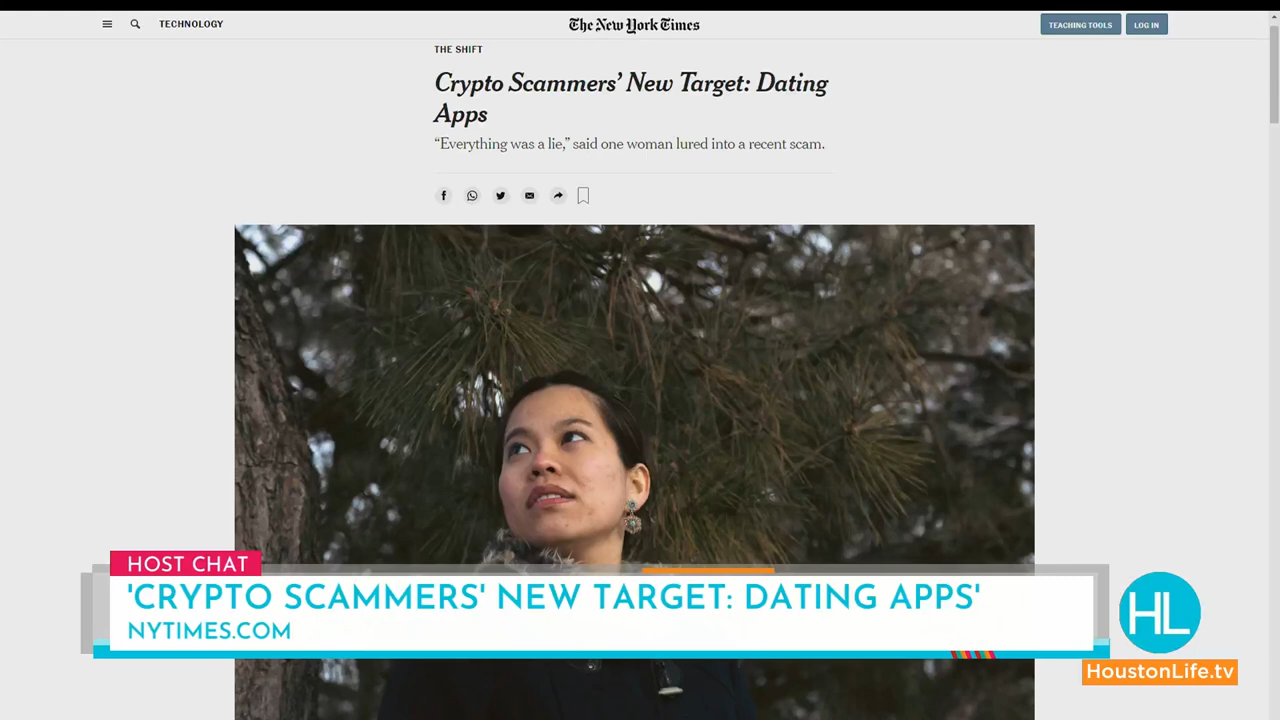 TECHNOLOGY
The New York Times
TEACHING TOOLS
LOG IN
THE SHIFT
Crypto Scammers’ New Target: Dating
Apps
“Everything was a lie,” said one woman lured into a recent scam.
HOST CHAT
'CRYPTO SCAMMERS' NEW TARGET: DATING APPS'
NYTIMES.COM
HL
HoustonLife.tv